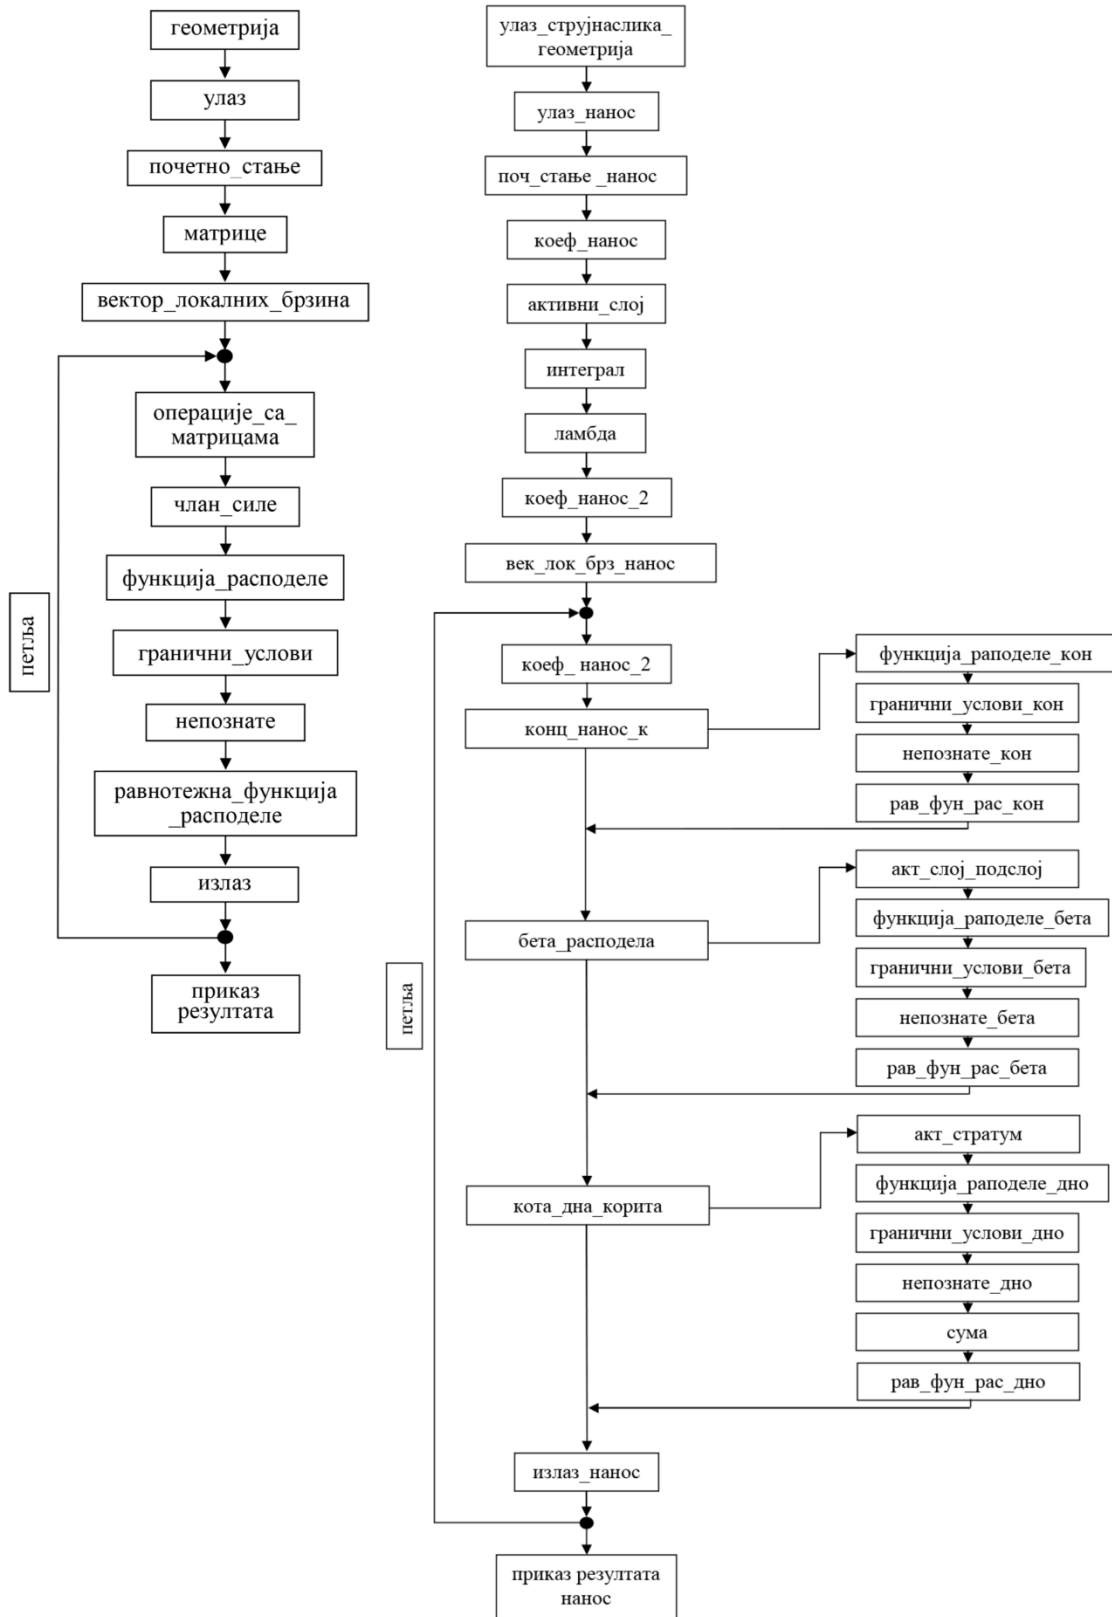 геометрија
улаз
почетно_стање
матрице
вектор_локалних_брзина
операције_са_
матрицама
члан_силе
функција_расподеле
гранични_услови
непознате
равнотежна_функција
_расподеле
излаз
приказ
резултата
петља
улаз_струјнаслика_
геометрија
улаз_нанос
поч_стање _нанос
коеф_нанос
активни_слој
интеграл
ламбда
коеф_нанос_2
век_лок_брз_нанос
коеф_ нанос_2
конц_нанос_к
функција_раподеле_кон
гранични_услови_кон
непознате_кон
рав_фун_рас_кон
бета_расподела
акт_слој_подслој
функција_раподеле_бета
гранични_услови_бета
непознате_бета
рав_фун_рас_бета
кота_дна_корита
акт_стратум
функција_раподеле_дно
гранични_услови_дно
непознате_дно
сума
рав_фун_рас_дно
излаз_нанос
приказ резултата
нанос
петља